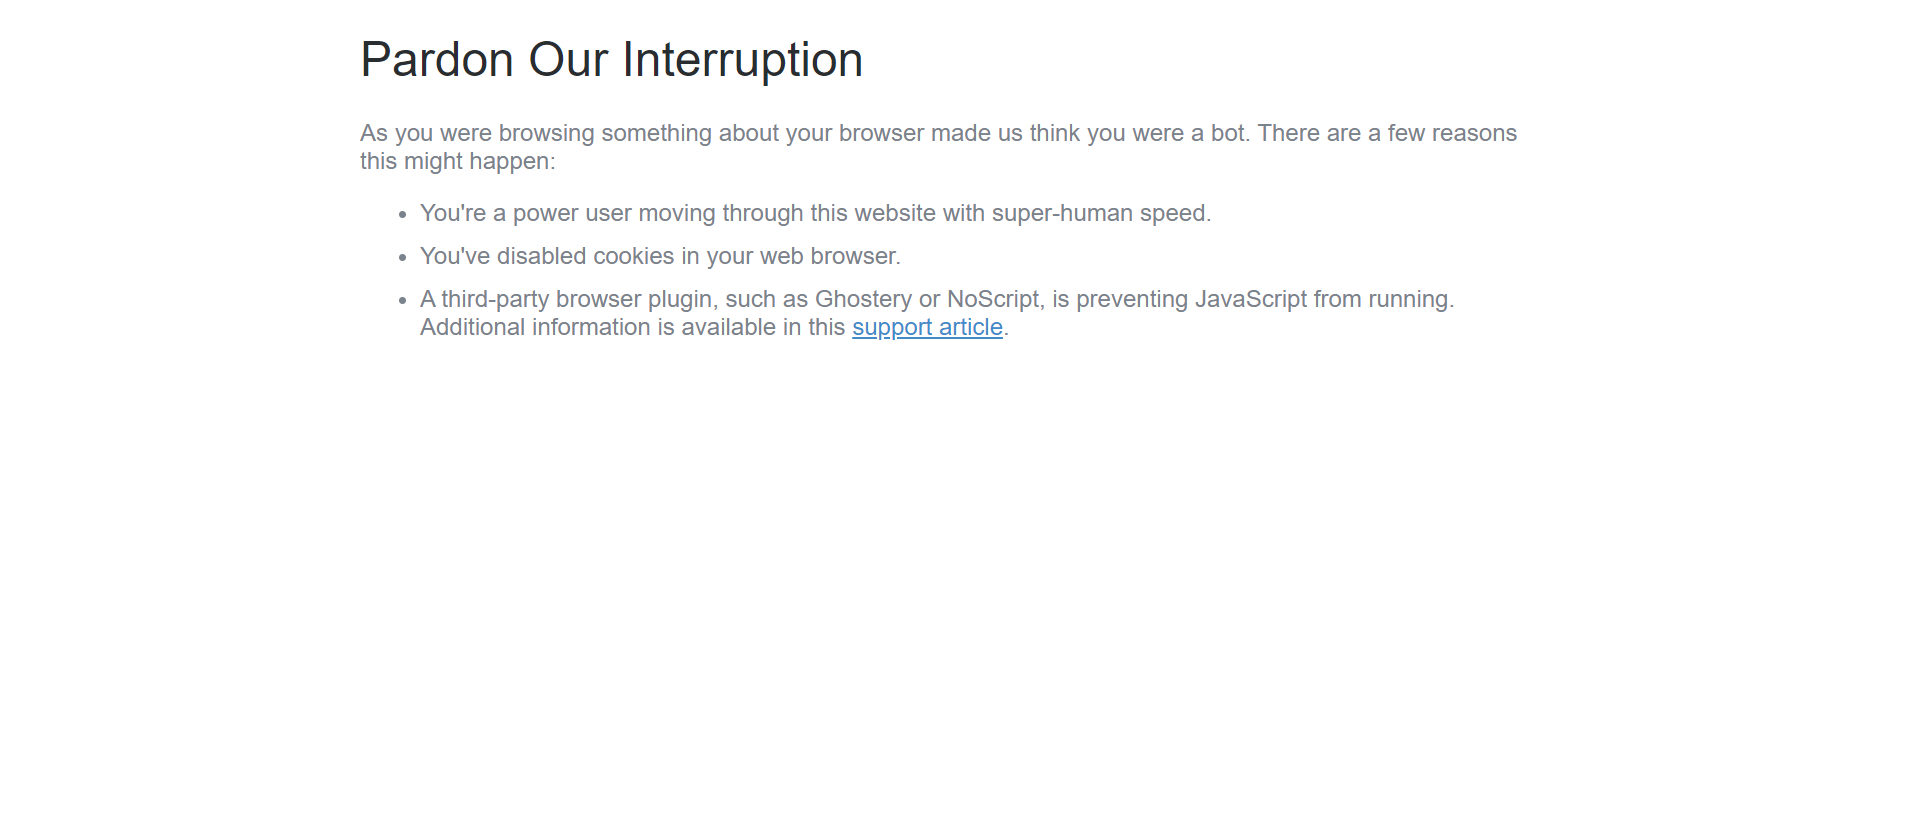 Pardon Our Interruption
As you were browsing something about your browser made us think you were a bot. There are a few reasons
this might happen:
You're a power user moving through this website with super-human speed.
You've disabled cookies in your web browser.
A third-party browser plugin, such as Ghostery or NoScript, is preventing JavaScript from running.
Additional information is available in this support article.